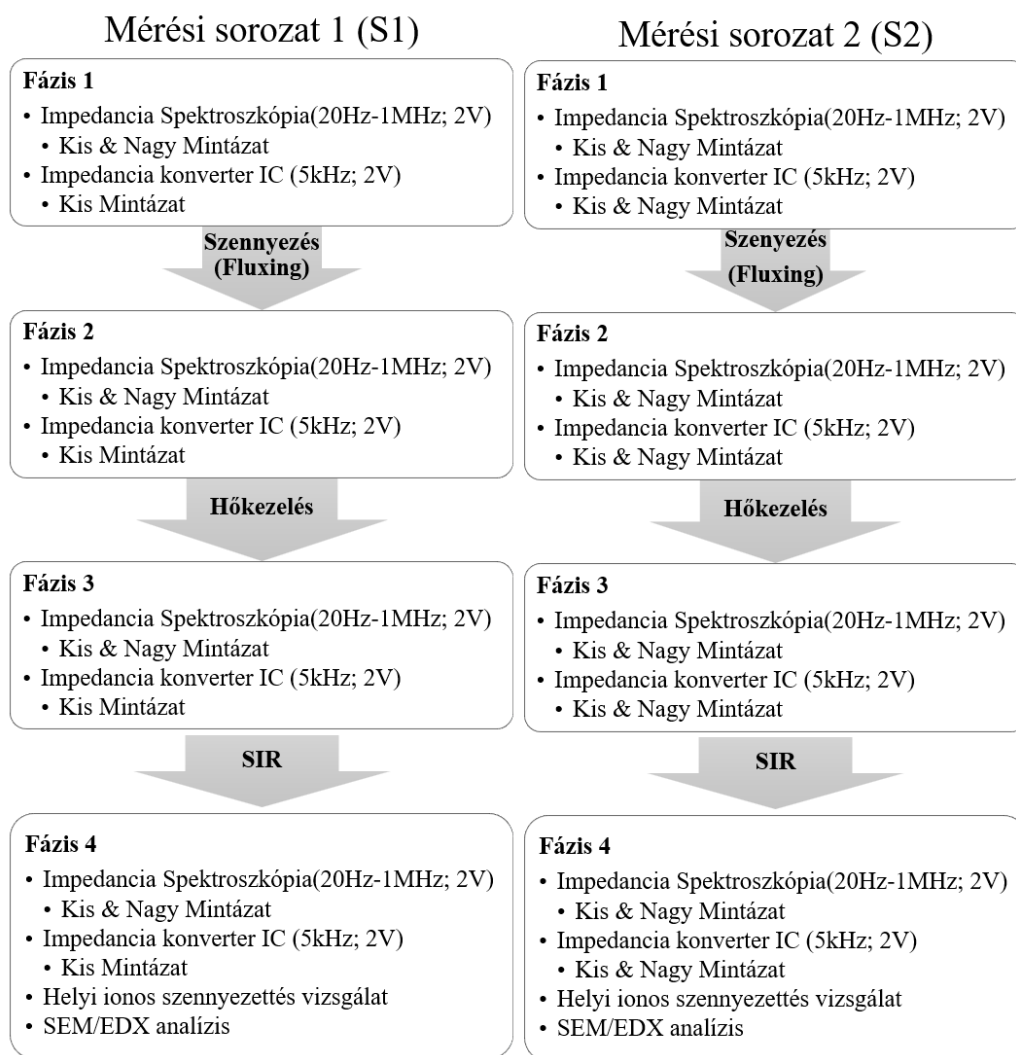 Mérési sorozat 1 (S1)
Fázis 1
• Impedancia Spektroszkópia(20Hz-1MHz; 2V)
• Kis & Nagy Mintázat
• Impedancia konverter IC (5kHz; 2V)
• Kis Mintázat
Szennyezés
(Fluxing)
Fázis 2
• Impedancia Spektroszkópia(20Hz-1MHz; 2V)
• Kis & Nagy Mintázat
• Impedancia konverter IC (5kHz; 2V)
• Kis Mintázat
Hőkezelés
Fázis 3
• Impedancia Spektroszkópia(20Hz-1MHz; 2V)
• Kis & Nagy Mintázat
• Impedancia konverter IC (5kHz; 2V)
• Kis Mintázat
SIR
Fázis 4
• Impedancia Spektroszkópia(20Hz-1MHz; 2V)
• Kis & Nagy Mintázat
• Impedancia konverter IC (5kHz; 2V)
• Kis Mintázat
• Helyi ionos szennyezettés vizsgálat
• SEM/EDX analízis
Mérési sorozat 2 (S2)
Fázis 1
• Impedancia Spektroszkópia(20Hz-1MHz; 2V)
• Kis & Nagy Mintázat
• Impedancia konverter IC (5kHz; 2V)
• Kis & Nagy Mintázat
Szenyezés
(Fluxing)
Fázis 2
• Impedancia Spektroszkópia(20Hz-1MHz; 2V)
• Kis & Nagy Mintázat
• Impedancia konverter IC (5kHz; 2V)
• Kis & Nagy Mintázat
Hőkezelés
Fázis 3
• Impedancia Spektroszkópia(20Hz-1MHz; 2V)
• Kis & Nagy Mintázat
• Impedancia konverter IC (5kHz; 2V)
• Kis & Nagy Mintázat
SIR
Fázis 4
• Impedancia Spektroszkópia(20Hz-1MHz; 2V)
• Kis & Nagy Mintázat
• Impedancia konverter IC (5kHz; 2V)
• Kis & Nagy Mintázat
• Helyi ionos szennyezettés vizsgálat
• SEM/EDX analízis